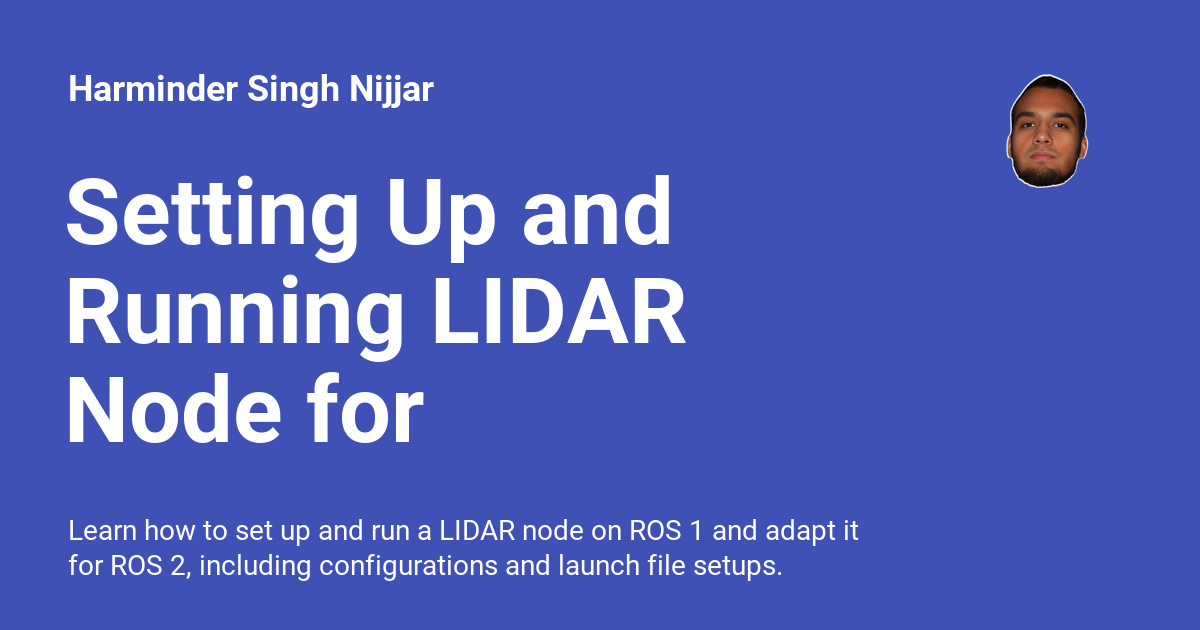 Harminder Singh Nijjar
Setting Up and
Running LIDAR
Node for
Learn how to set up and run a LIDAR node on ROS 1 and adapt it
for ROS 2, including configurations and launch file setups.